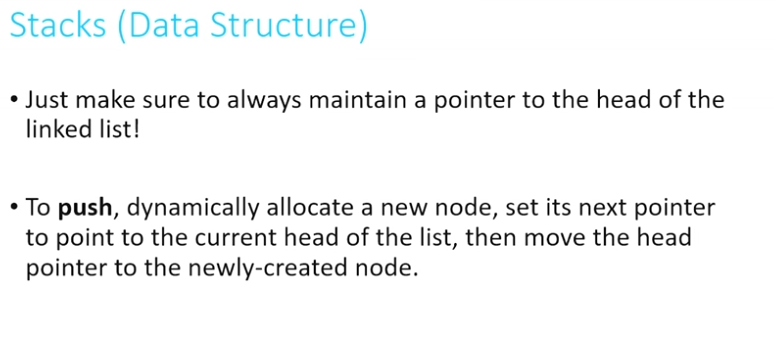 Stacks (Data Structure)
• Just make sure to always maintain a pointer to the head of the
linked list!
• To push, dynamically allocate a new node, set its next pointer
to point to the current head of the list, then move the head
pointer to the newly-created node.